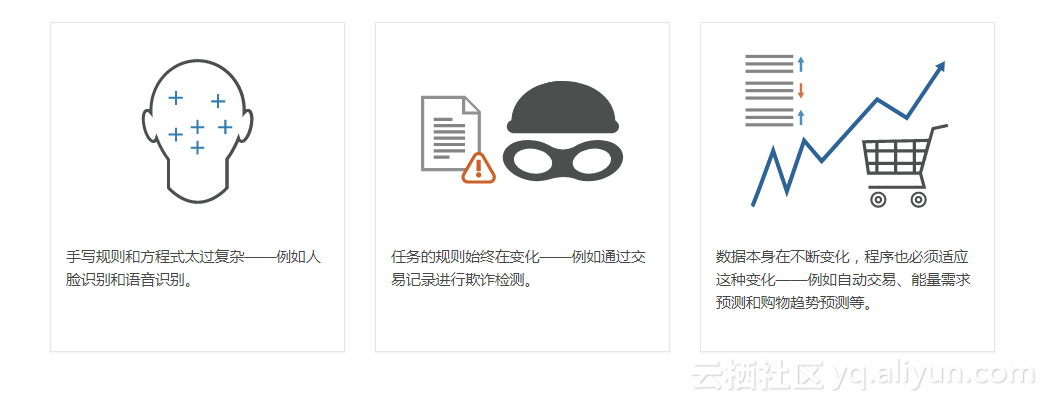 手写规则和方程式太过复杂——例如人
脸识别和语音识别。
任务的规则始终在变化——例如通过交
易记录进行欺诈检测。
数据本身在不断变化，程序也必须适应
这种变化——例如自动交易、能量需求
预测和购物趋势预测等。
云栖社区 yq.aliyun.com